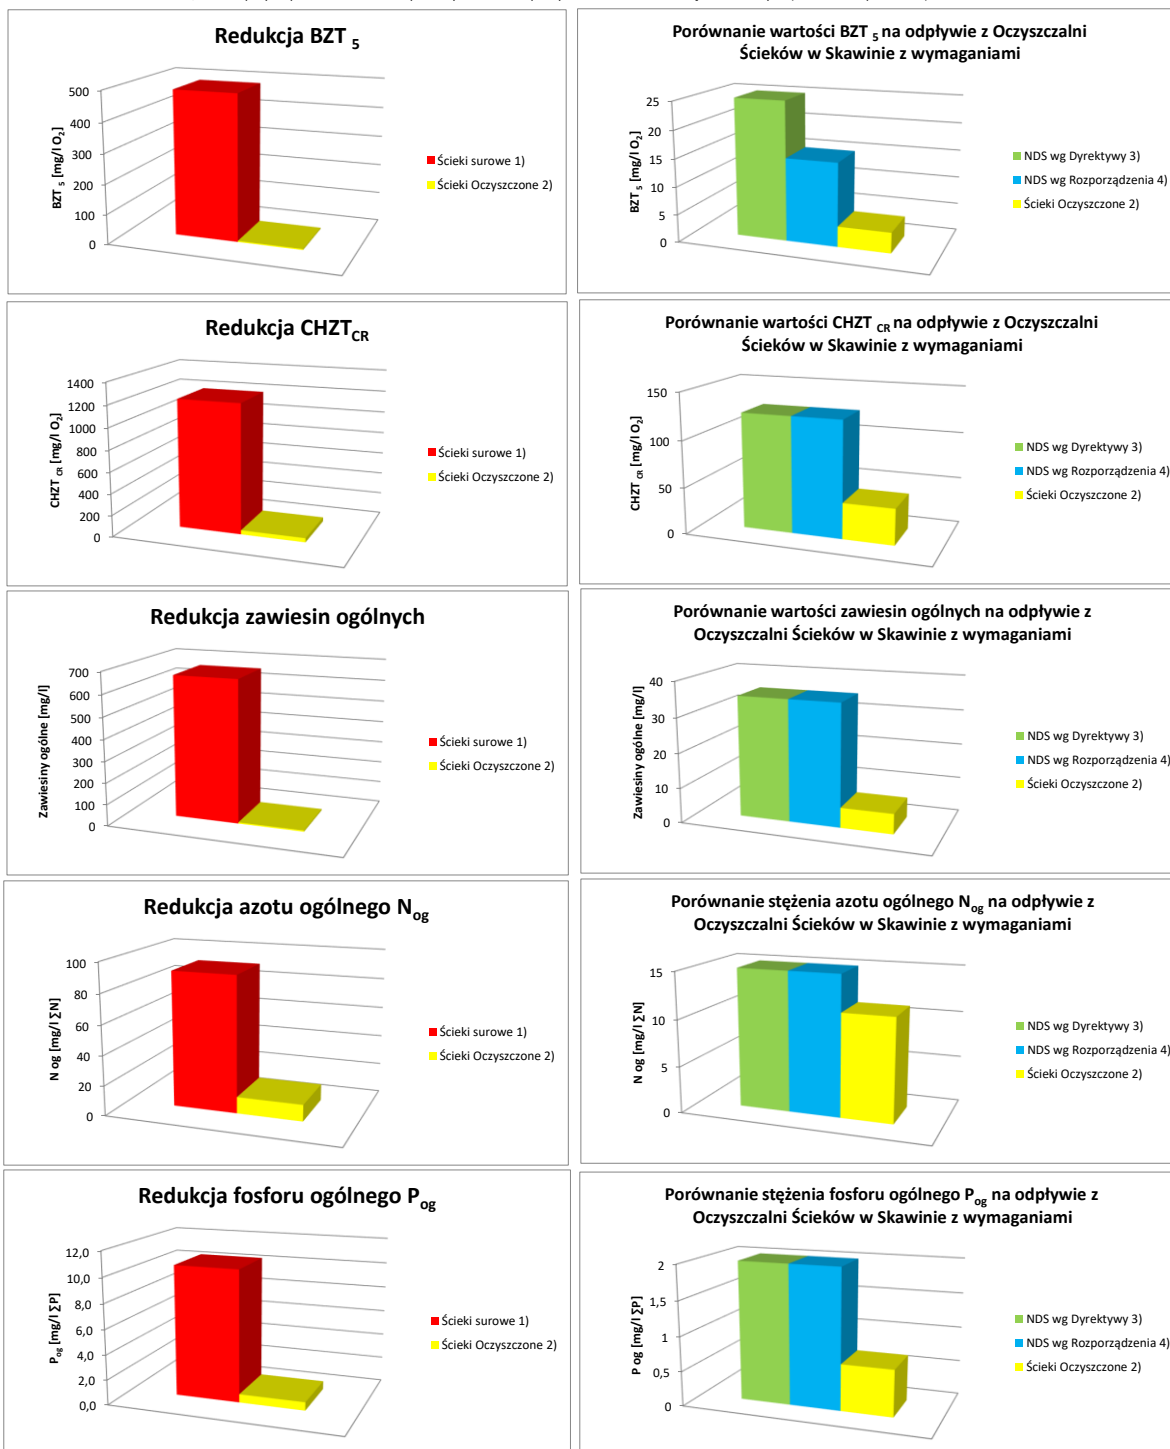 Redukcja BZT 5
500
400
300
200
100
0
BZT 5 [mg/l O2]
Ścieki surowe 1)
Ścieki Oczyszczone 2)
Porównanie wartości BZT 5 na odpływie z Oczyszczalni
Ścieków w Skawinie z wymaganiami
25
20
15
10
5
0
BZT 5 [mg/l O2]
NDS wg Dyrektywy 3)
NDS wg Rozporządzenia 4)
Ścieki Oczyszczone 2)
Redukcja CHZTCR
1400
1200
1000
800
600
400
200
0
CHZT CR [mg/l O2]
Ścieki surowe 1)
Ścieki Oczyszczone 2)
Porównanie wartości CHZT CR na odpływie z Oczyszczalni
Ścieków w Skawinie z wymaganiami
150
100
50
0
CHZT CR [mg/l O2]
NDS wg Dyrektywy 3)
NDS wg Rozporządzenia 4)
Ścieki Oczyszczone 2)
Redukcja zawiesin ogólnych
700
600
500
400
300
200
100
0
Zawiesiny ogólne [mg/l]
Ścieki surowe 1)
Ścieki Oczyszczone 2)
Porównanie wartości zawiesin ogólnych na odpływie z
Oczyszczalni Ścieków w Skawinie z wymaganiami
40
30
20
10
0
Zawiesiny ogólne [mg/l]
NDS wg Dyrektywy 3)
NDS wg Rozporządzenia 4)
Ścieki Oczyszczone 2)
Redukcja azotu ogólnego Nog
100
80
60
40
20
0
N og [mg/l ΣN]
Ścieki surowe 1)
Ścieki Oczyszczone 2)
Porównanie stężenia azotu ogólnego Nog na odpływie z
Oczyszczalni Ścieków w Skawinie z wymaganiami
15
10
5
0
N og [mg/l ΣN]
NDS wg Dyrektywy 3)
NDS wg Rozporządzenia 4)
Ścieki Oczyszczone 2)
Redukcja fosforu ogólnego Pog
12,0
10,0
8,0
6,0
4,0
2,0
0,0
Pog [mg/l ΣP]
Ścieki surowe 1)
Ścieki Oczyszczone 2)
Porównanie stężenia fosforu ogólnego Pog na odpływie z
Oczyszczalni Ścieków w Skawinie z wymaganiami
2
1,5
1
0,5
0
P og [mg/l ΣP]
NDS wg Dyrektywy 3)
NDS wg Rozporządzenia 4)
Ścieki Oczyszczone 2)